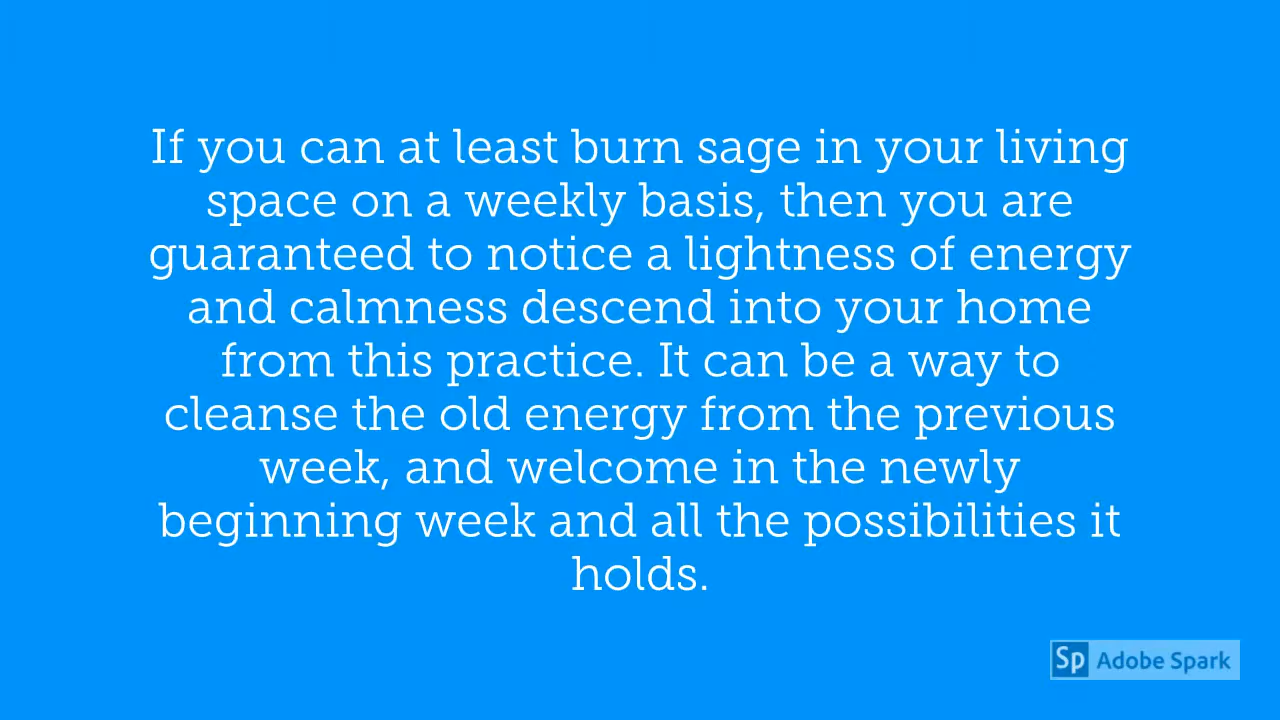 If you can at least burn sage in your living
space on a weekly basis, then you are
guaranteed to notice a lightness of energy
and calmness descend into your home
from this practice. It can be a way to
cleanse the old energy from the previous
week, and welcome in the newly
beginning week and all the possibilities it
holds.
Sp Adobe Spark